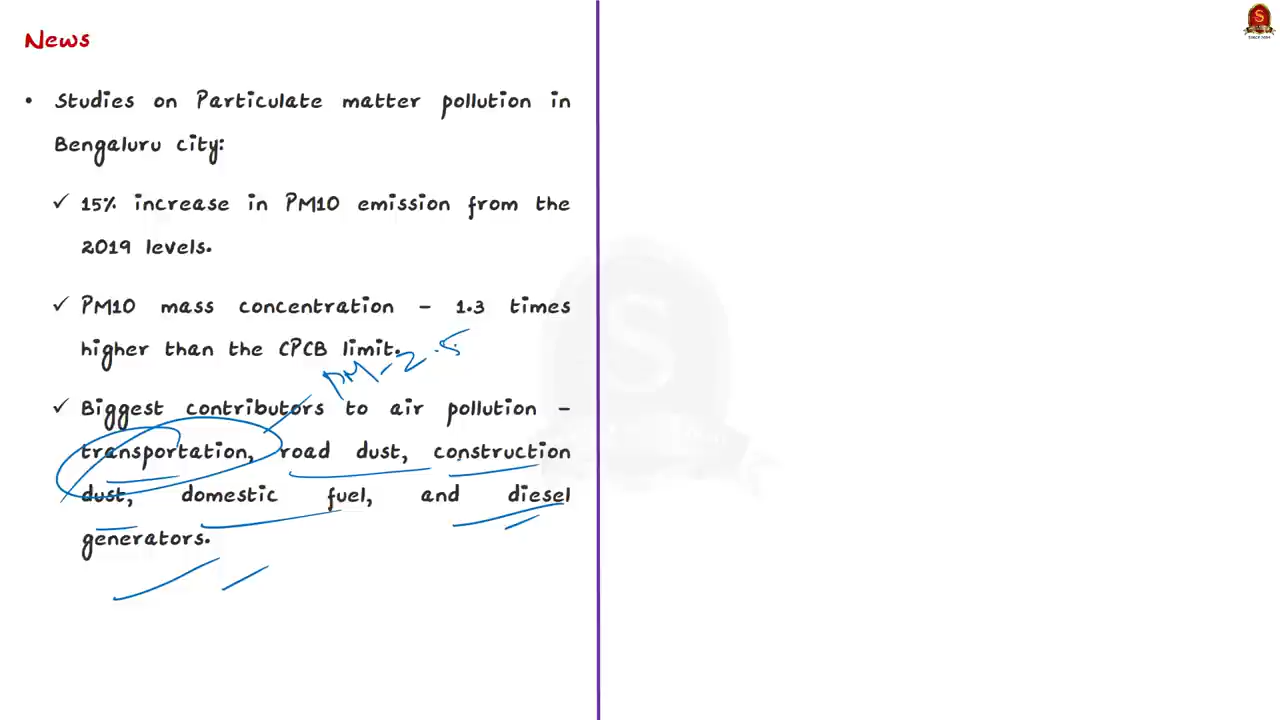 News
• Studies on Particulate matter pollution in
Bengaluru city:
✓ 15% increase in PM10 emission from the
2019 levels.
✓ PM10 mass concentration – 1.3 times
higher than the CPCB limit.
PM-2.5
✓ Biggest contributors to air pollution –
transportation, road dust, construction
dust, domestic fuel, and diesel
generators.
S